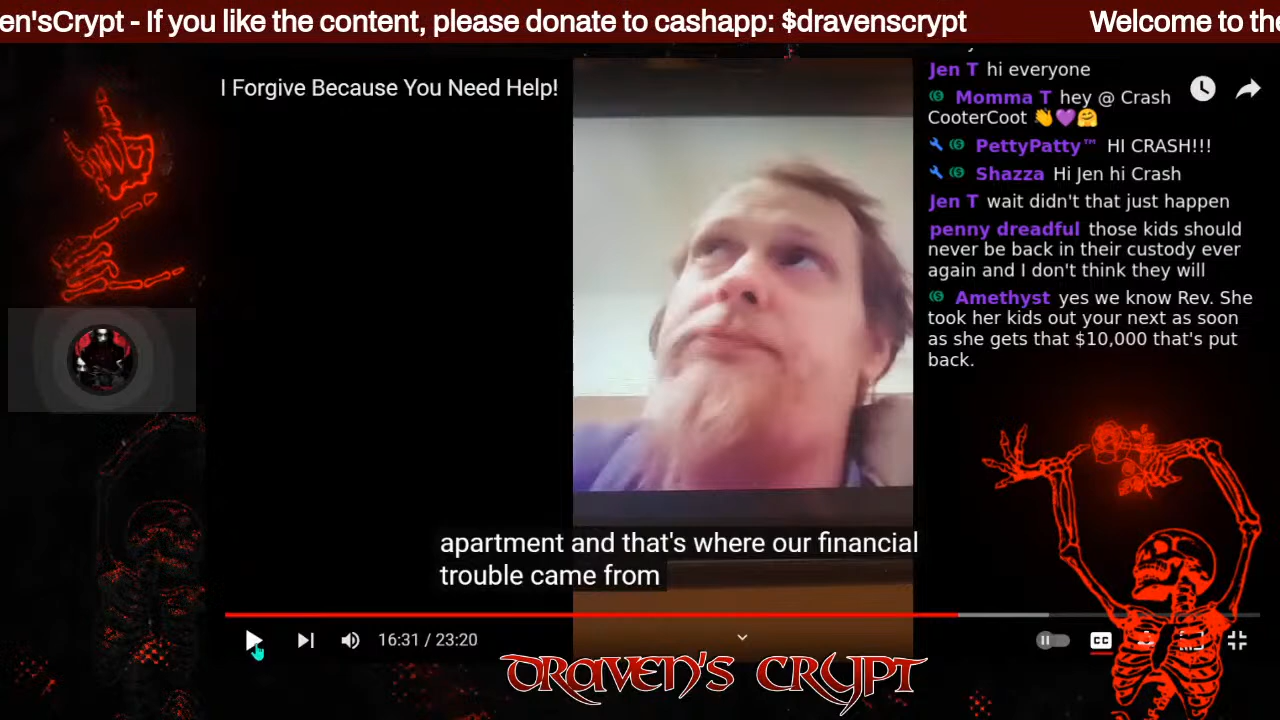 en'sCrypt - If you like the content, please donate to cashapp: $dravenscrypt
Welcome to the
I Forgive Because You Need Help!
Jen T hi everyone
Momma T hey @ Crash
CooterCoot 👋💜🤗
PettyPatty™ HI CRASH!!!
Shazza Hi Jen hi Crash
Jen T wait didn't that just happen
penny dreadful those kids should
never be back in their custody ever
again and I don't think they will
Amethyst yes we know Rev. She
took her kids out your next as soon
as she gets that $10,000 that's put
back.
apartment and that's where our financial
trouble came from
16:31 / 23:20
CC
DRAVEN'S CRYPT